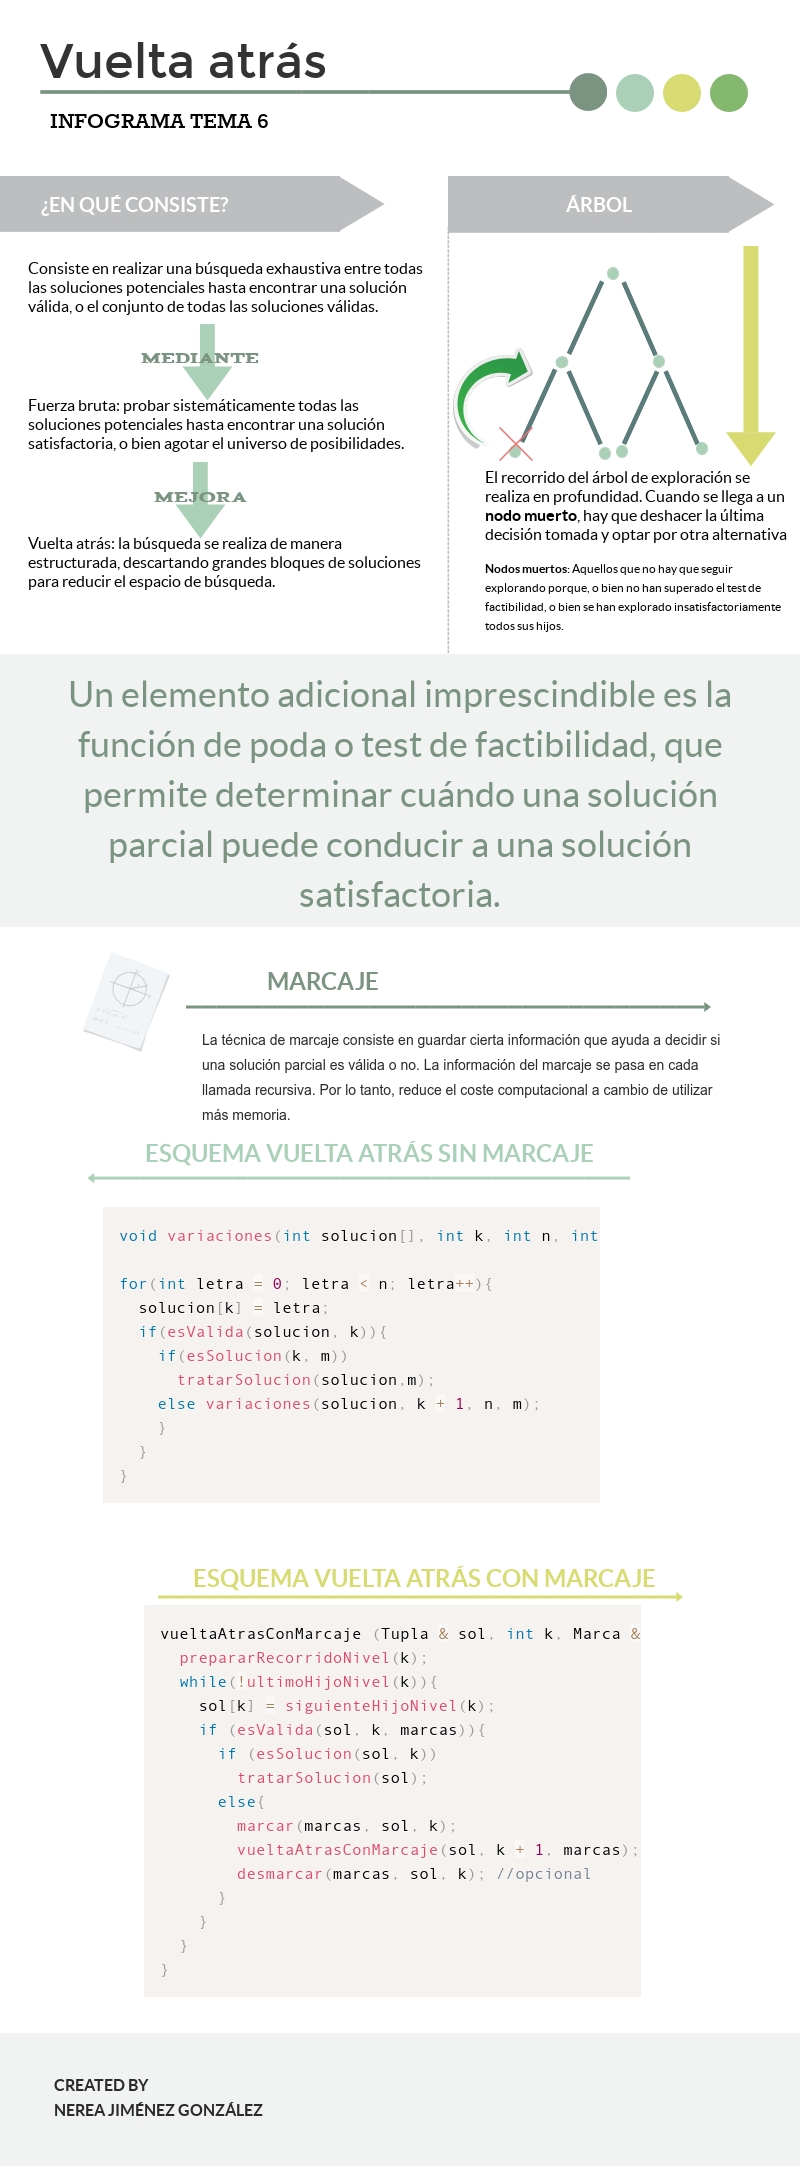 Vuelta atrás
INFOGRAMA TEMA 6
¿EN QUÉ CONSISTE?
Consiste en realizar una búsqueda exhaustiva entre todas
las soluciones potenciales hasta encontrar una solución
válida, o el conjunto de todas las soluciones válidas.
MEDIANTE
Fuerza bruta: probar sistemáticamente todas las
soluciones potenciales hasta encontrar una solución
satisfactoria, o bien agotar el universo de posibilidades.
MEJORA
Vuelta atrás: la búsqueda se realiza de manera
estructurada, descartando grandes bloques de soluciones
para reducir el espacio de búsqueda.
ÁRBOL
El recorrido del árbol de exploración se
realiza en profundidad. Cuando se llega a un
nodo muerto, hay que deshacer la última
decisión tomada y optar por otra alternativa
Nodos muertos: Aquellos que no hay que seguir
explorando porque, o bien no han superado el test de
factibilidad, o bien se han explorado insatisfactoriamente
todos sus hijos.
Un elemento adicional imprescindible es la
función de poda o test de factibilidad, que
permite determinar cuándo una solución
parcial puede conducir a una solución
satisfactoria.
MARCAJE
La técnica de marcaje consiste en guardar cierta información que ayuda a decidir si
una solución parcial es válida o no. La información del marcaje se pasa en cada
llamada recursiva. Por lo tanto, reduce el coste computacional a cambio de utilizar
más memoria.
ESQUEMA VUELTA ATRÁS SIN MARCAJE
void variaciones(int solucion[], int k, int n, int
for(int letra = 0; letra < n; letra++){
solucion[k] = letra;
if(esValida(solucion, k)){
if(esSolucion(k, m))
tratarSolucion(solucion,m);
else variaciones(solucion, k + 1, n, m);
}
}
}
ESQUEMA VUELTA ATRÁS CON MARCAJE
vueltaAtrasConMarcaje (Tupla & sol, int k, Marca &
prepararRecorridoNivel(k);
while(!ultimoHijoNivel(k)){
sol[k] = siguienteHijoNivel(k);
if (esValida(sol, k, marcas)){
if (esSolucion(sol, k))
tratarSolucion(sol);
else{
marcar(marcas, sol, k);
vueltaAtrasConMarcaje(sol, k + 1, marcas);
desmarcar(marcas, sol, k); //opcional
}
}
}
}
CREATED BY
NEREA JIMÉNEZ GONZÁLEZ